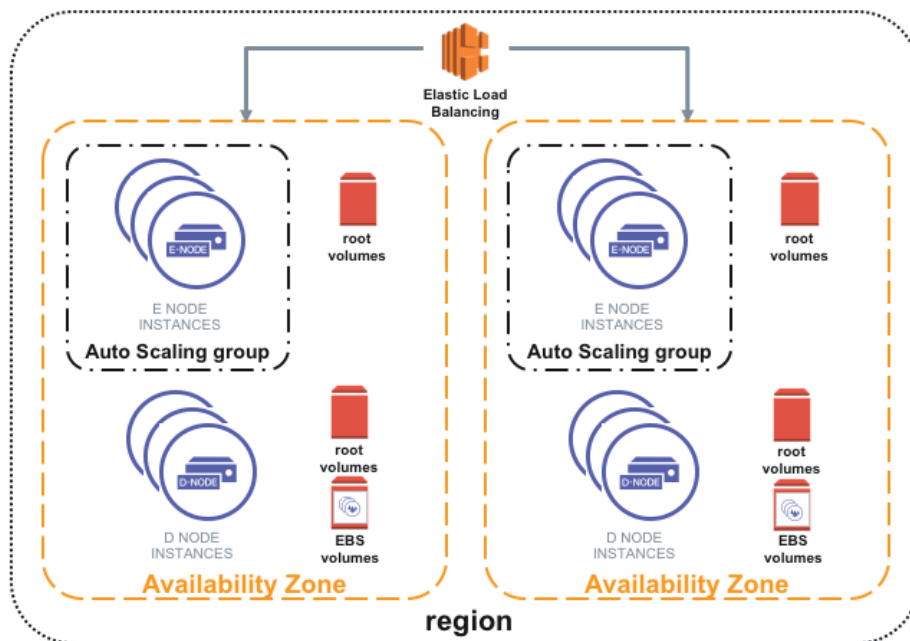 Elastic Load
Balancing
E-NODE
E NODE
INSTANCES
Auto Scaling group
root
volumes
D-NODE
D NODE
INSTANCES
root
volumes
EBS
volumes
Availability Zone
E-NODE
E NODE
INSTANCES
Auto Scaling group
root
volumes
D-NODE
D NODE
INSTANCES
root
volumes
EBS
volumes
Availability Zone
region